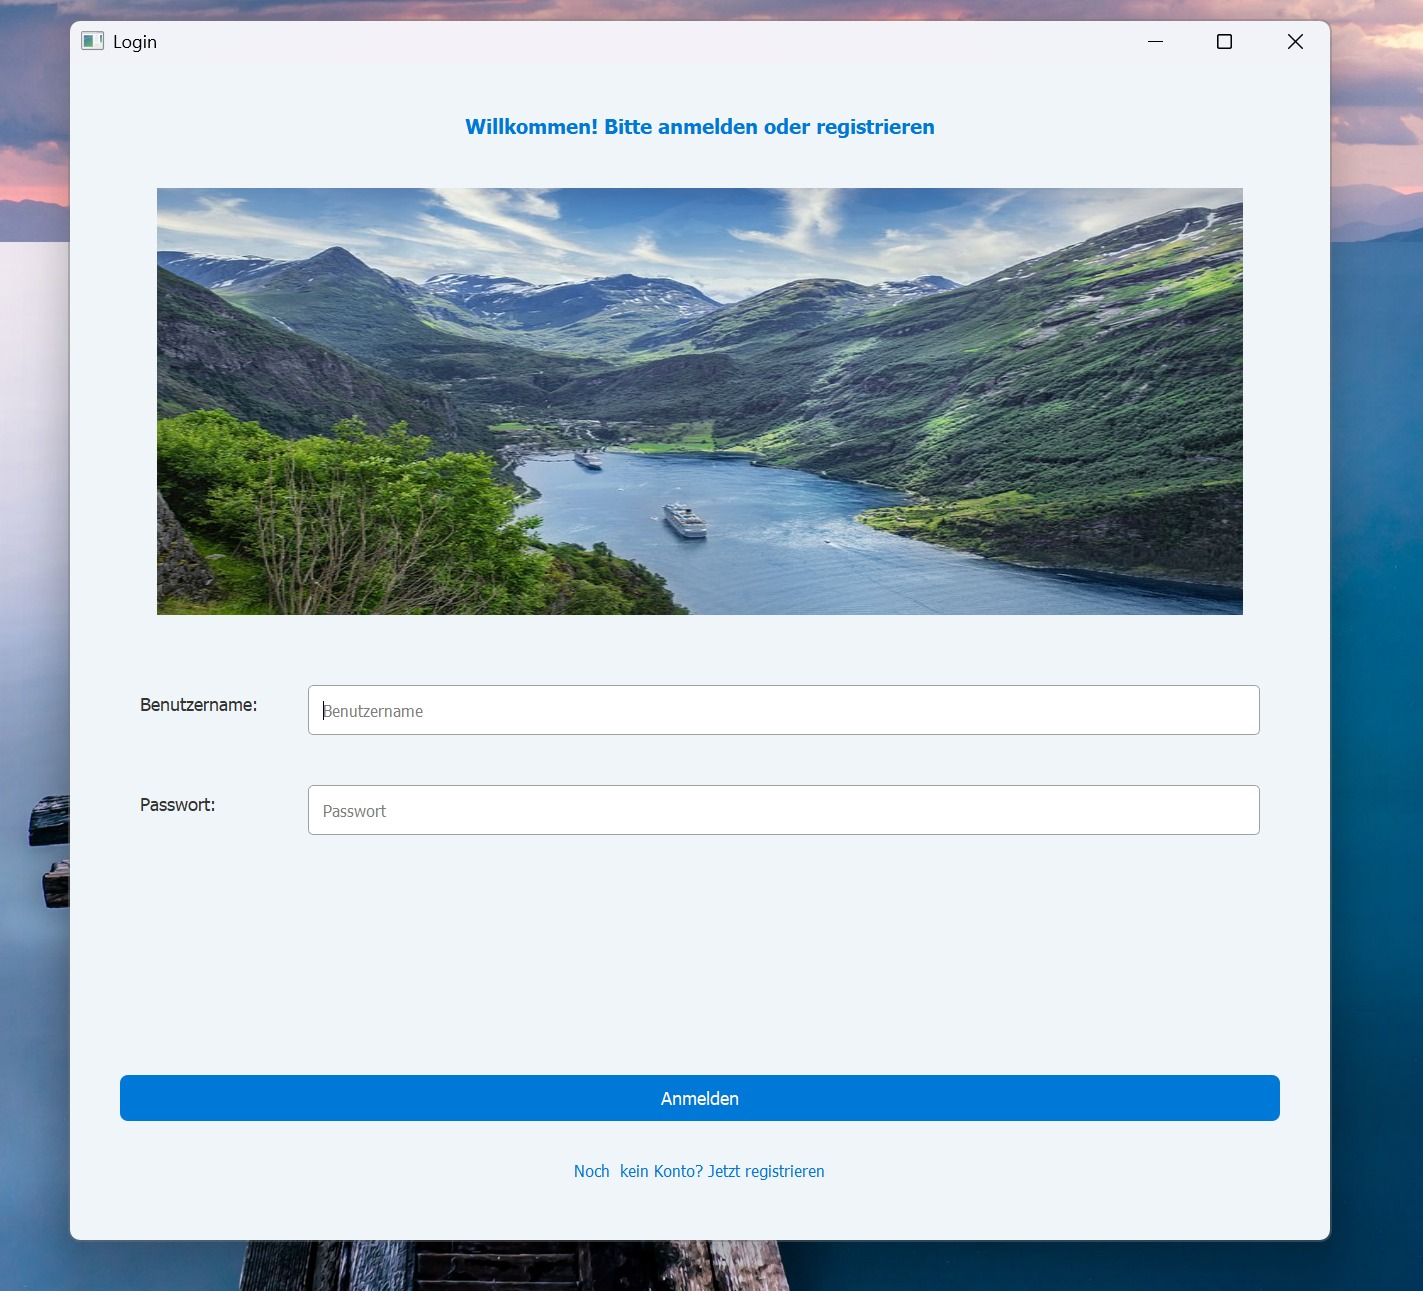 Login
Willkommen! Bitte anmelden oder registrieren
Benutzername:
Benutzername
Passwort:
Passwort
Anmelden
Noch  kein Konto? Jetzt registrieren